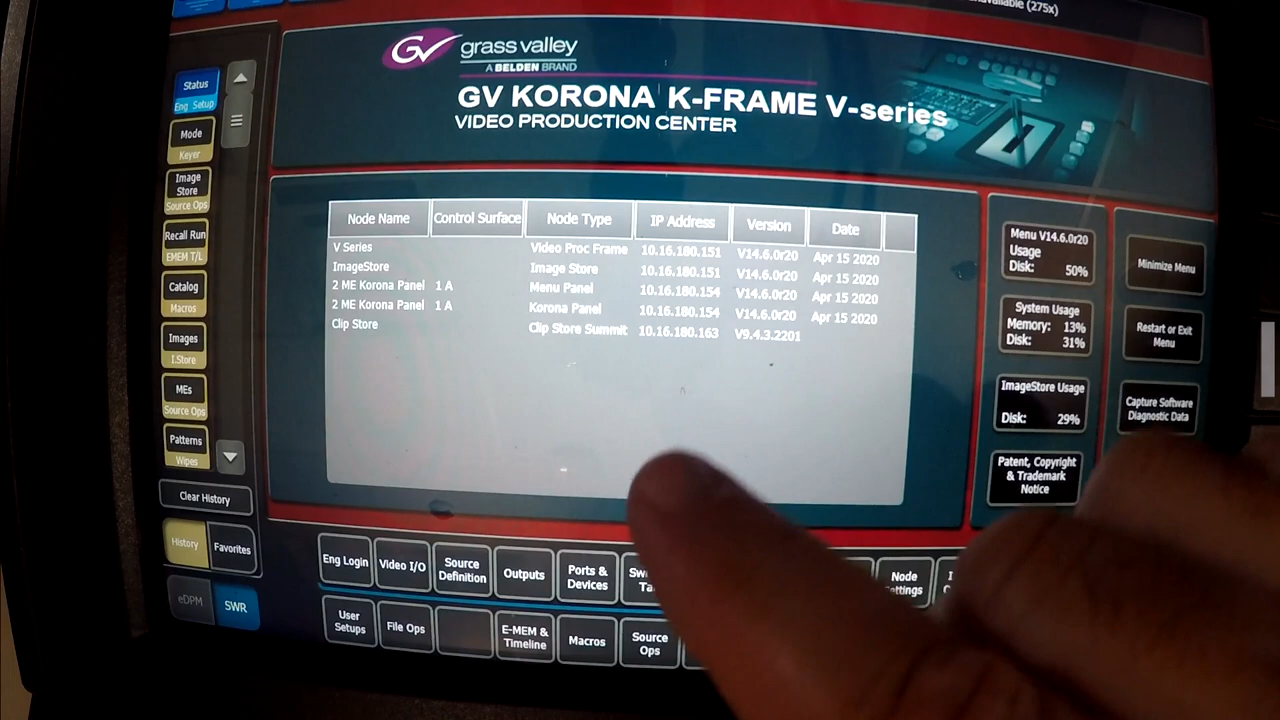 available (275x)
GV grass valley
A BELDEN BRAND
GV KORONA K-FRAME V-series
VIDEO PRODUCTION CENTER
Status
Eng Setup
Mode
Keyer
Image
Store
Source Ops
Recall Run
EMEM T/L
Catalog
Macros
Images
I.Store
MEs
Source Ops
Patterns
Wipes
Clear History
History
Favorites
eDPM
SWR
Node Name Control Surface Node Type IP Address Version Date
V Series Video Proc Frame 10.16.180.151 V14.6.0r20 Apr 15 2020
ImageStore Image Store 10.16.180.151 V14.6.0r20 Apr 15 2020
2 ME Korona Panel 1 A Menu Panel 10.16.180.154 V14.6.0r20 Apr 15 2020
2 ME Korona Panel 1 A Korona Panel 10.16.180.154 V14.6.0r20 Apr 15 2020
Clip Store Clip Store Summit 10.16.180.163 V9.4.3.2201
Menu V14.6.0r20
Usage
Disk: 50%
System Usage
Memory: 13%
Disk: 31%
ImageStore Usage
Disk: 29%
Patent, Copyright
& Trademark
Notice
Minimize Menu
Restart or Exit
Menu
Capture Software
Diagnostic Data
Eng Login
Video I/O
Source
Definition
Outputs
Ports &
Devices
Node
User
Setups
File Ops
E-MEM &
Timeline
Macros
Source
Ops